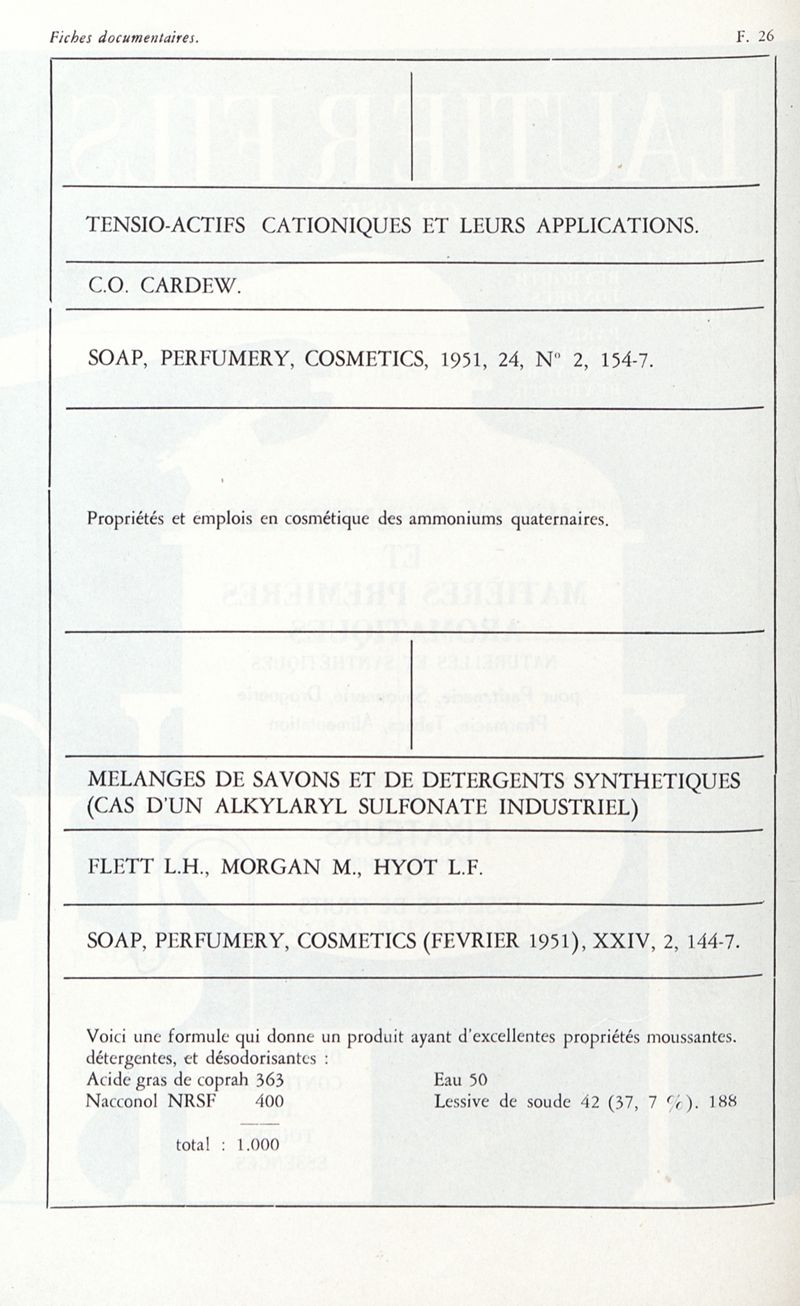 Fiches documentaires. F. 26
TENSIO-ACTIFS CATIONIQUES ET LEURS APPLICATIONS.
C.O. CARDEW.
SOAP, PERFUMERY, COSMETICS, 1951, 24, N° 2, 154-7.
Propriétés et emplois en cosmétique des ammoniums quaternaires.
MELANGES DE SAVONS ET DE DETERGENTS SYNTHETIQUES
(CAS D'UN ALKYLARYL SULFONATE INDUSTRIEL)
FLETT L.H., MORGAN M., HYOT L.F.
SOAP, PERFUMERY, COSMETICS (FEVRIER 1951), XXIV, 2, 144-7.
Voici une formule qui donne un produit ayant d'excellentes propriétés moussantes.
détergentes, et désodorisantes :
Acide gras de coprah 363 Eau 50
Nacconol NRSF 400 Lessive de soude 42 (37, 7 %). 188
total : 1.000